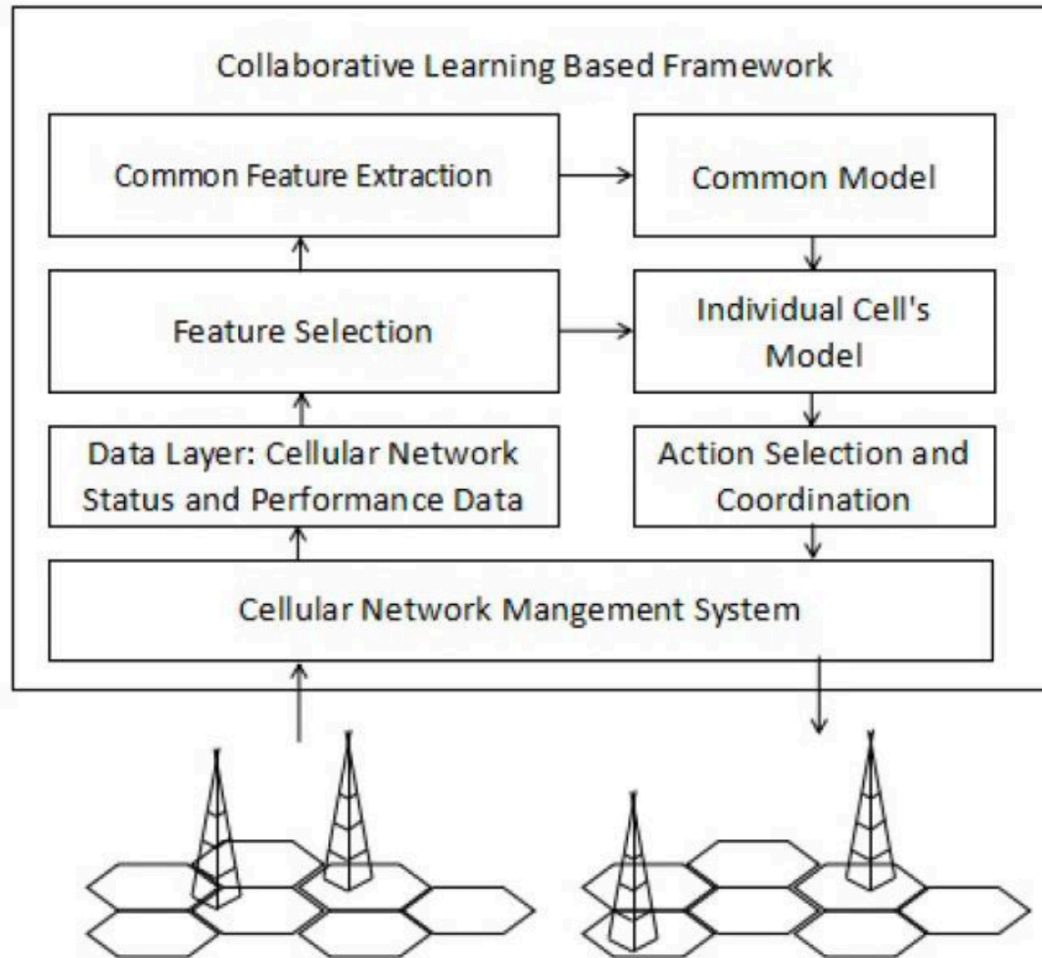 Collaborative Learning Based Framework
Common Feature Extraction
Common Model
Feature Selection
Individual Cell's
Model
Data Layer: Cellular Network
Status and Performance Data
Action Selection and
Coordination
Cellular Network Mangement System